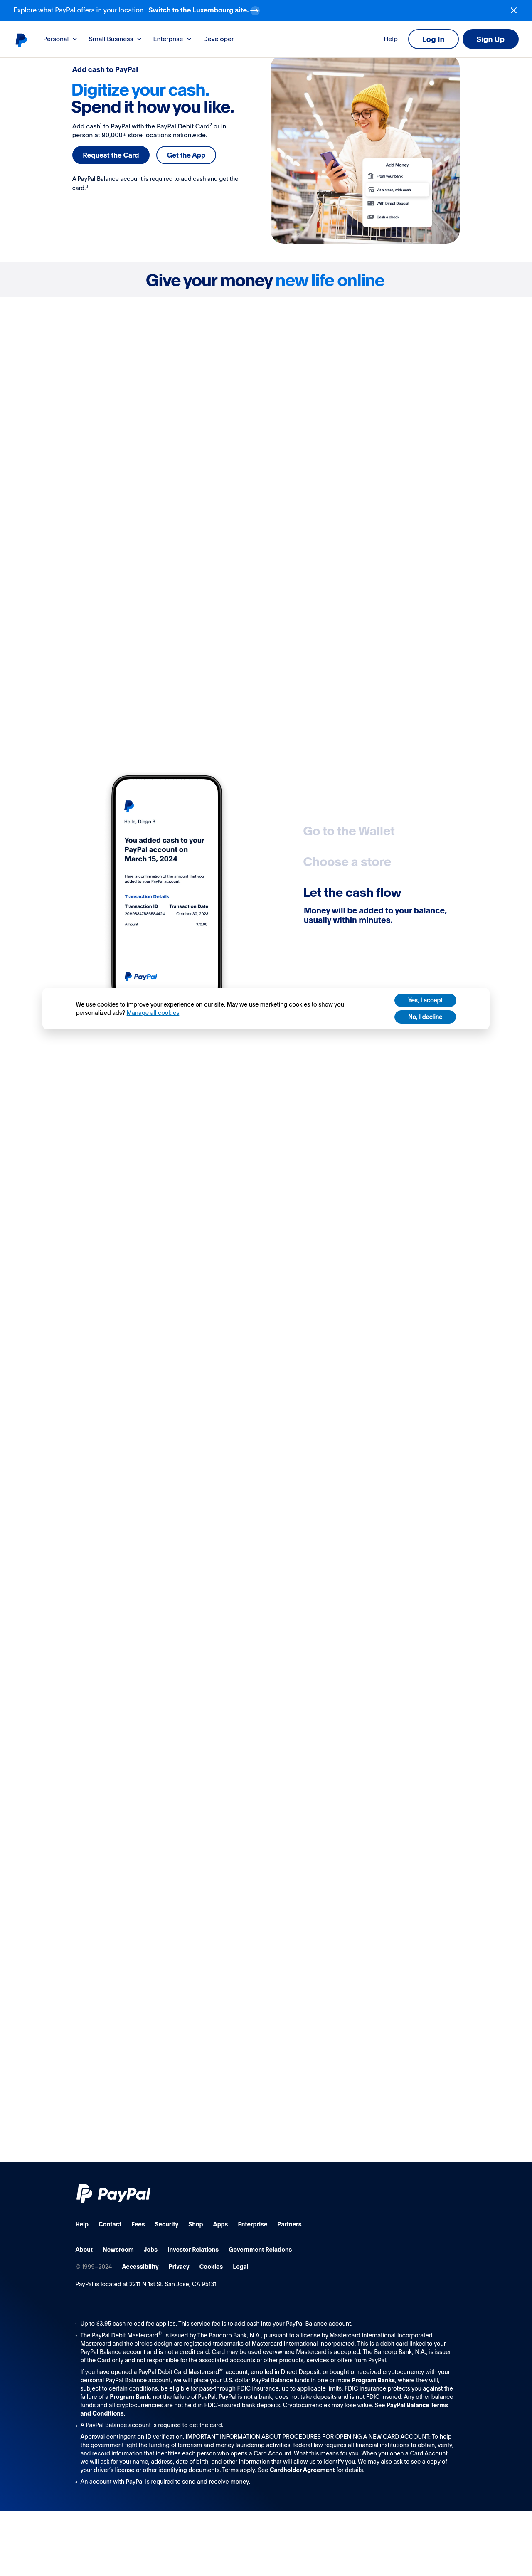 Explore what PayPal offers in your location. Switch to the Luxembourg site.
Personal Small Business Enterprise Developer Help Log In Sign Up
Add cash to PayPal
Digitize your cash.
Spend it how you like.
Add cash1 to PayPal with the PayPal Debit Card2 or in
person at 90,000+ store locations nationwide.
Request the Card Get the App
A PayPal Balance account is required to add cash and get the
card.3
Add Money
From your bank
At a store, with cash
With Direct Deposit
Cash a check
Give your money new life online
Hello, Diego B
You added cash to your
PayPal account on
March 15, 2024
Here is confirmation of the amount that you
added to your PayPal account.
Transaction Details
Transaction ID Transaction Date
October 30, 2023
Amount $70.00
PayPal
Go to the Wallet
Choose a store
Let the cash flow
Money will be added to your balance,
usually within minutes.
We use cookies to improve your experience on our site. May we use marketing cookies to show you
personalized ads? Manage all cookies
Yes, I accept
No, I decline
PayPal
Help Contact Fees Security Shop Apps Enterprise Partners
About Newsroom Jobs Investor Relations Government Relations
© 1999–2024 Accessibility Privacy Cookies Legal
PayPal is located at 2211 N 1st St. San Jose, CA 95131
1 Up to $3.95 cash reload fee applies. This service fee is to add cash into your PayPal Balance account.
2 The PayPal Debit Mastercard® is issued by The Bancorp Bank, N.A., pursuant to a license by Mastercard International Incorporated.
Mastercard and the circles design are registered trademarks of Mastercard International Incorporated. This is a debit card linked to your
PayPal Balance account and is not a credit card. Card may be used everywhere Mastercard is accepted. The Bancorp Bank, N.A., is issuer
of the Card only and not responsible for the associated accounts or other products, services or offers from PayPal.
If you have opened a PayPal Debit Card Mastercard® account, enrolled in Direct Deposit, or bought or received cryptocurrency with your
personal PayPal Balance account, we will place your U.S. dollar PayPal Balance funds in one or more Program Banks, where they will,
subject to certain conditions, be eligible for pass-through FDIC insurance, up to applicable limits. FDIC insurance protects you against the
failure of a Program Bank, not the failure of PayPal. PayPal is not a bank, does not take deposits and is not FDIC insured. Any other balance
funds and all cryptocurrencies are not held in FDIC-insured bank deposits. Cryptocurrencies may lose value. See PayPal Balance Terms
and Conditions.
3 A PayPal Balance account is required to get the card.
Approval contingent on ID verification. IMPORTANT INFORMATION ABOUT PROCEDURES FOR OPENING A NEW CARD ACCOUNT: To help
the government fight the funding of terrorism and money laundering activities, federal law requires all financial institutions to obtain, verify,
and record information that identifies each person who opens a Card Account. What this means for you: When you open a Card Account,
we will ask for your name, address, date of birth, and other information that will allow us to identify you. We may also ask to see a copy of
your driver's license or other identifying documents. Terms apply. See Cardholder Agreement for details.
An account with PayPal is required to send and receive money.